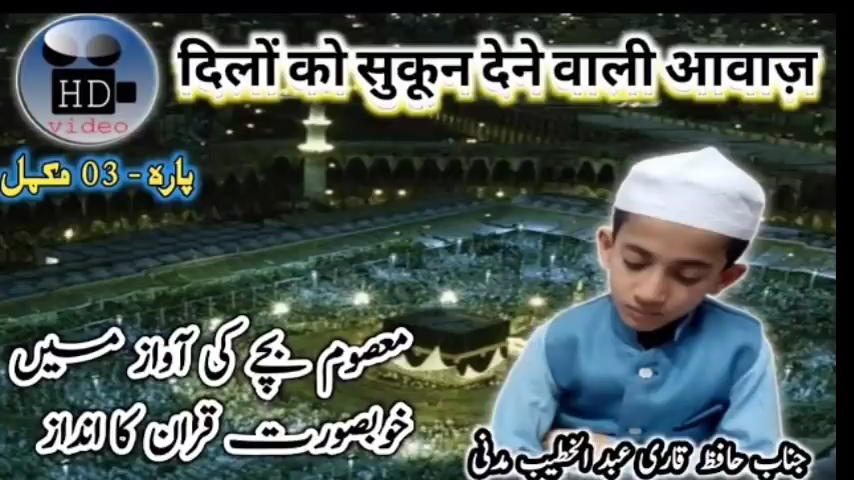 दिलों को सुकून देने वाली आवाज़
HD
video
پارہ - 03 مکمل
معصوم بچے کی آواز میں
خوبصورت قرآن کا انداز
جناب حافظ قاری عبد الخطیب مدنی